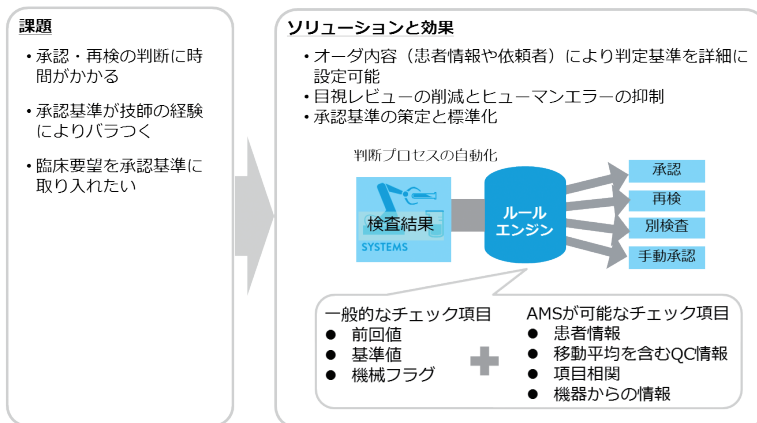 課題
・承認・再検の判断に時
間がかかる
・承認基準が技師の経験
によりバラつく
・臨床要望を承認基準に
取り入れたい
ソリューションと効果
・オーダ内容（患者情報や依頼者）により判定基準を詳細に
設定可能
・目視レビューの削減とヒューマンエラーの抑制
・承認基準の策定と標準化
判断プロセスの自動化
検査結果
SYSTEMS
ルール
エンジン
承認
再検
別検査
手動承認
一般的なチェック項目
● 前回値
● 基準値
● 機械フラグ
AMSが可能なチェック項目
● 患者情報
● 移動平均を含むQC情報
● 項目相関
● 機器からの情報